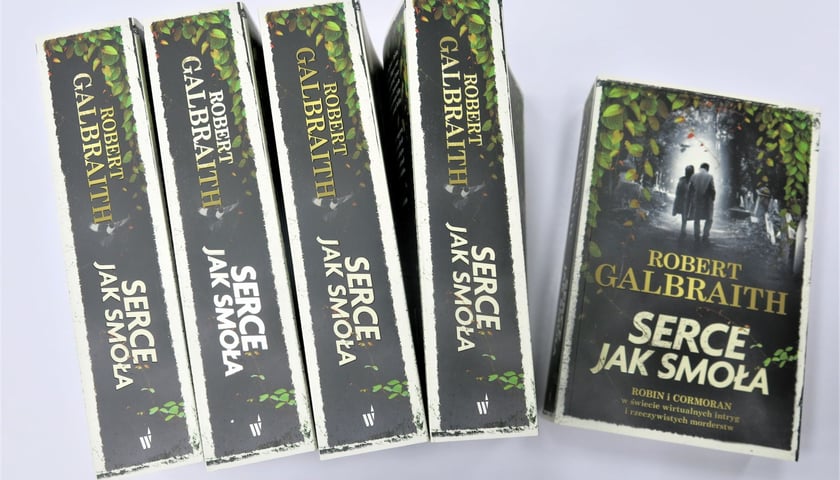 ROBERT
GALBRAITH
SERCE
JAK SMOŁA
ROBERT
GALBRAITH
SERCE
JAK SMOŁA
ROBERT
GALBRAITH
SERCE
JAK SMOŁA
ROBERT
GALBRAITH
SERCE
JAK SMOŁA
ROBERT
GALBRAITH
SERCE
JAK SMOŁA
ROBIN i CORMORAN
w świecie wirtualnych intryg
i rzeczywistych morderstw